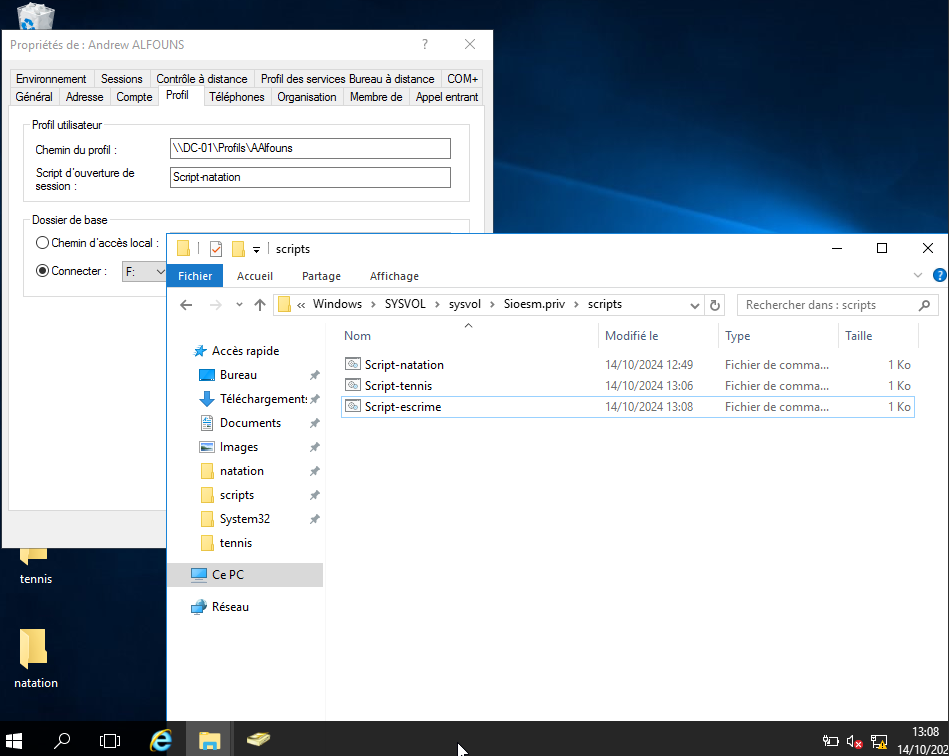 Propriétés de : Andrew ALFOUNS
?
Environnement Sessions Contrôle à distance Profil des services Bureau à distance COM+
Général Adresse Compte Profil Téléphones Organisation Membre de Appel entrant
Profil utilisateur
Chemin du profil :
\\DC-01\Profils\AAlfouns
Script d'ouverture de session :
Script-natation
Dossier de base
Chemin d'accès local :
Connecter : F:
scripts
Fichier Accueil Partage Affichage ?
« Windows > SYSVOL > sysvol > Sioesm.priv > scripts
Rechercher dans : scripts
Nom Modifié le Type Taille
Script-natation 14/10/2024 12:49 Fichier de comma... 1 Ko
Script-tennis 14/10/2024 13:06 Fichier de comma... 1 Ko
Script-escrime 14/10/2024 13:08 Fichier de comma... 1 Ko
Accès rapide
Bureau
Téléchargements
Documents
Images
natation
scripts
System32
tennis
Ce PC
Réseau
tennis
natation
13:08
14/10/202